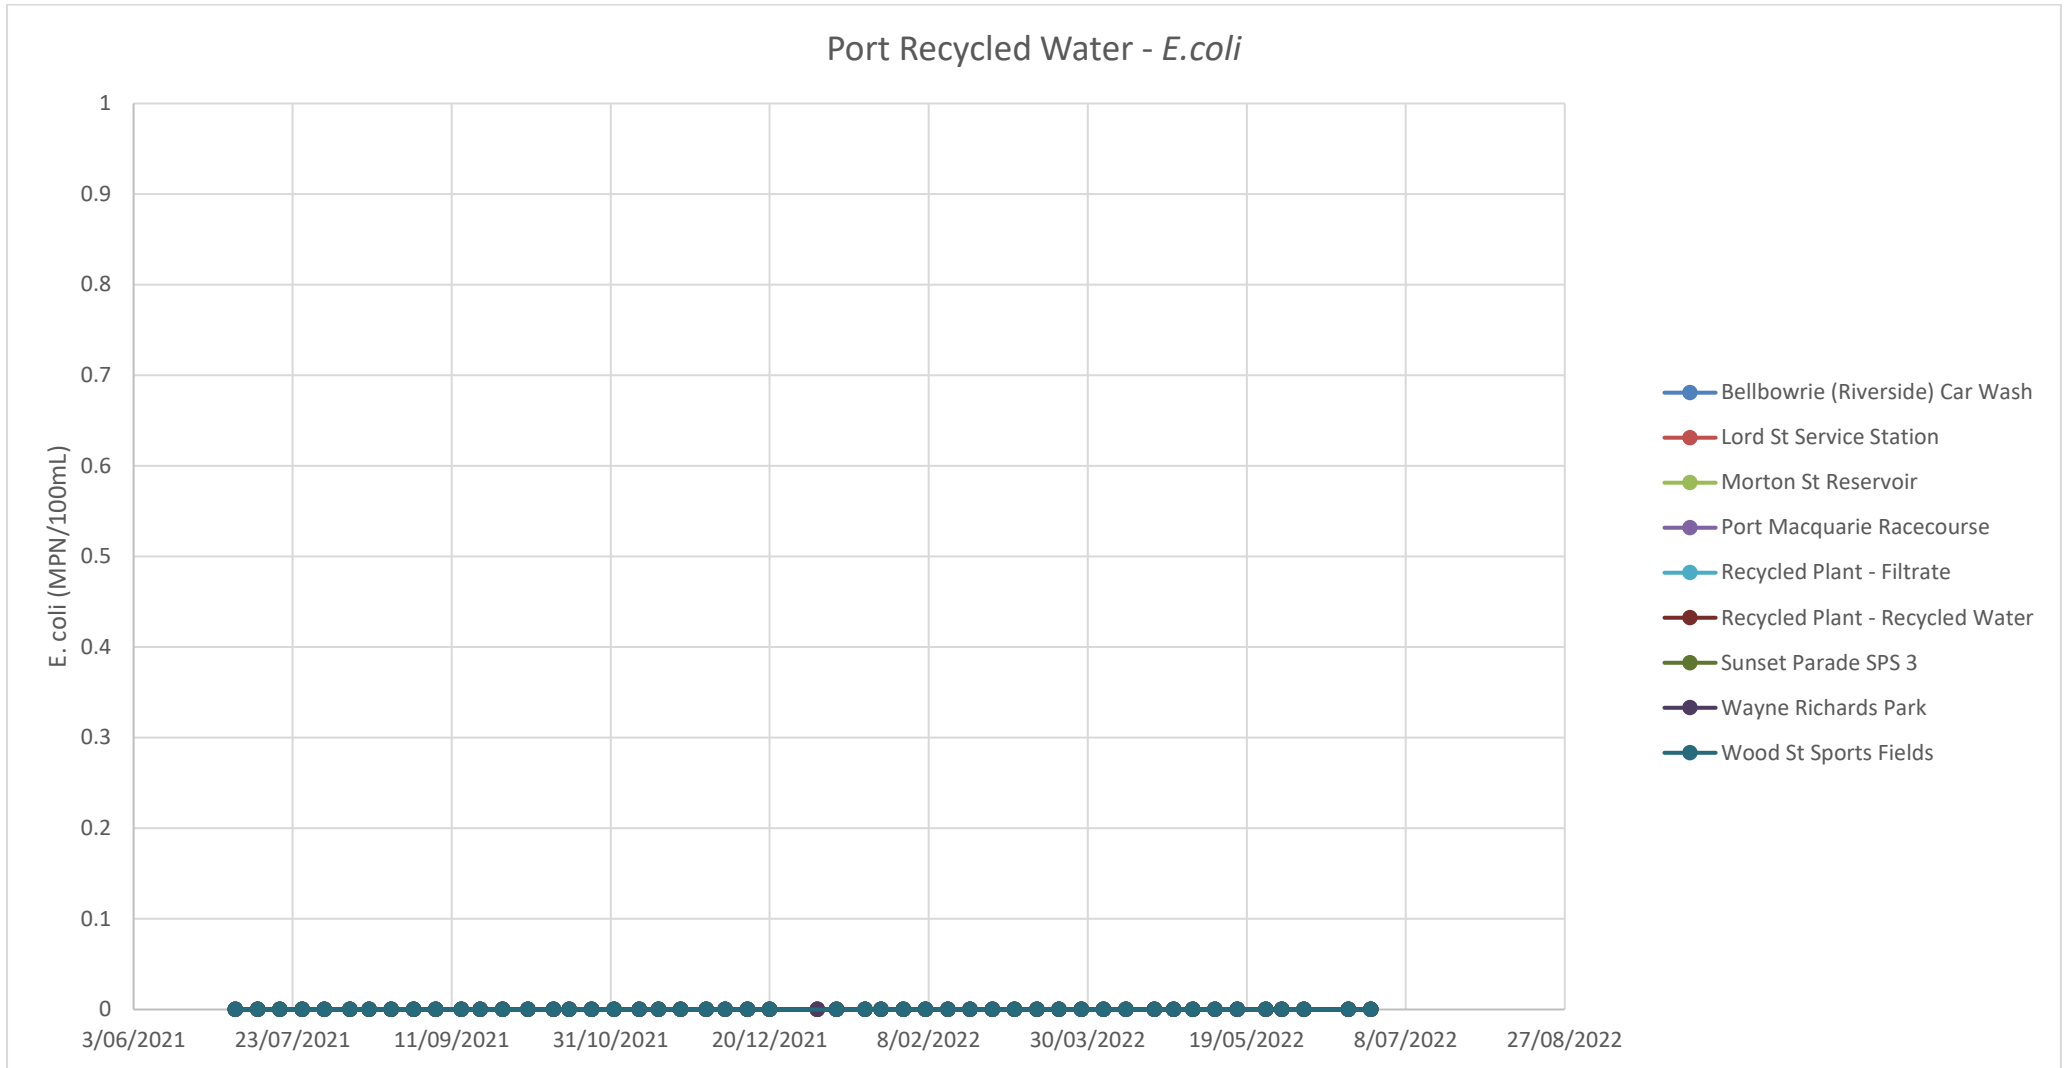 Port Recycled Water - E.coli
1
0.9
0.8
0.7
0.6
0.5
0.4
0.3
0.2
0.1
0
E. coli (MPN/100mL)
3/06/2021 23/07/2021 11/09/2021 31/10/2021 20/12/2021 8/02/2022 30/03/2022 19/05/2022 8/07/2022 27/08/2022
Bellbowrie (Riverside) Car Wash
Lord St Service Station
Morton St Reservoir
Port Macquarie Racecourse
Recycled Plant - Filtrate
Recycled Plant - Recycled Water
Sunset Parade SPS 3
Wayne Richards Park
Wood St Sports Fields